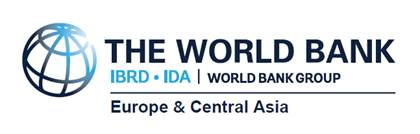 THE WORLD BANK
IBRD • IDA | WORLD BANK GROUP
Europe & Central Asia